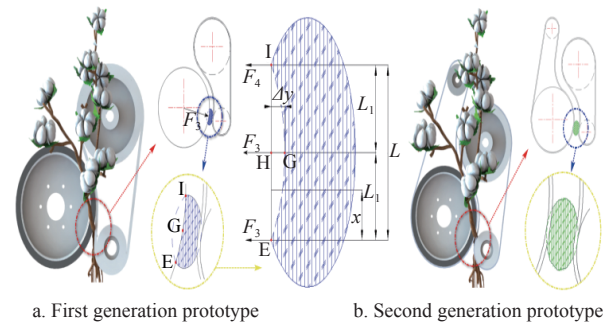 I
F4
Δy
L1
L
F3
F3
H
G
I
L1
G
x
F3
E
E
a. First generation prototype
b. Second generation prototype